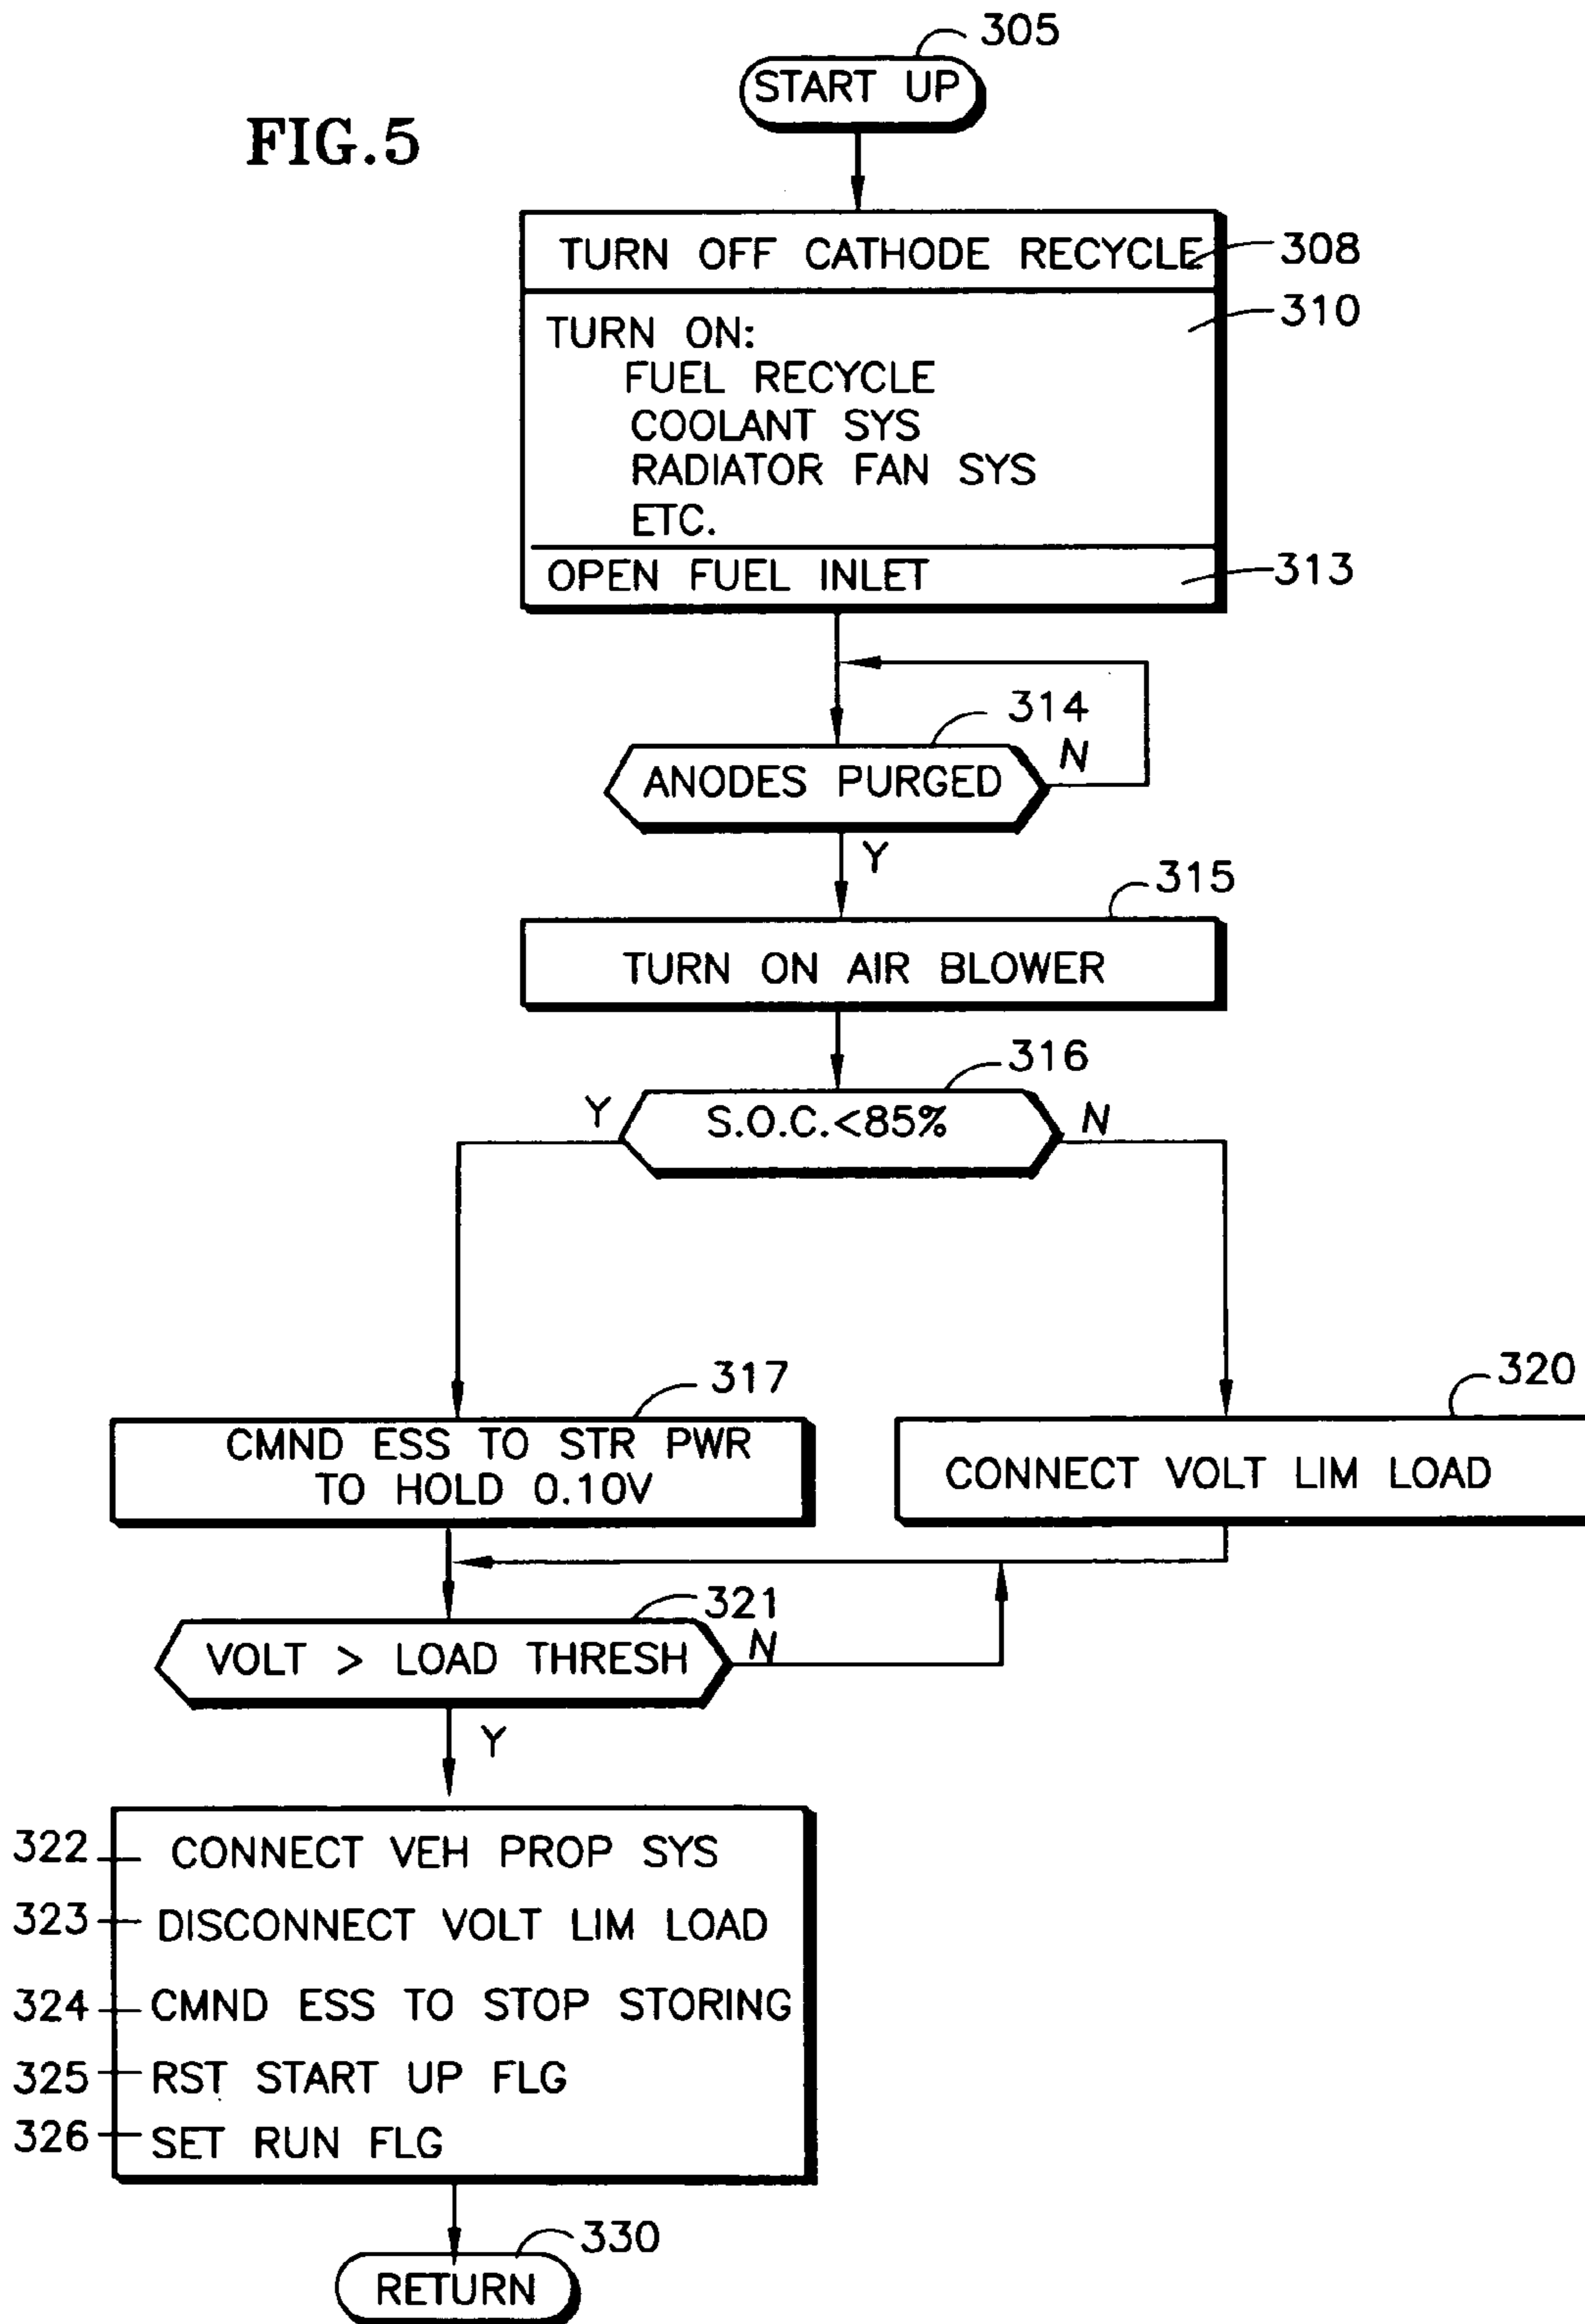 FIG.5
305
START UP
TURN OFF CATHODE RECYCLE
308
310
TURN ON:
FUEL RECYCLE
COOLANT SYS
RADIATOR FAN SYS
ETC.
OPEN FUEL INLET
313
314
ANODES PURGED
N
Y
315
TURN ON AIR BLOWER
316
Y
S.O.C.<85%
N
317
CMND ESS TO STR PWR
TO HOLD 0.10V
320
CONNECT VOLT LIM LOAD
321
VOLT > LOAD THRESH
N
Y
322
CONNECT VEH PROP SYS
323
DISCONNECT VOLT LIM LOAD
324
CMND ESS TO STOP STORING
325
RST START UP FLG
326
SET RUN FLG
330
RETURN